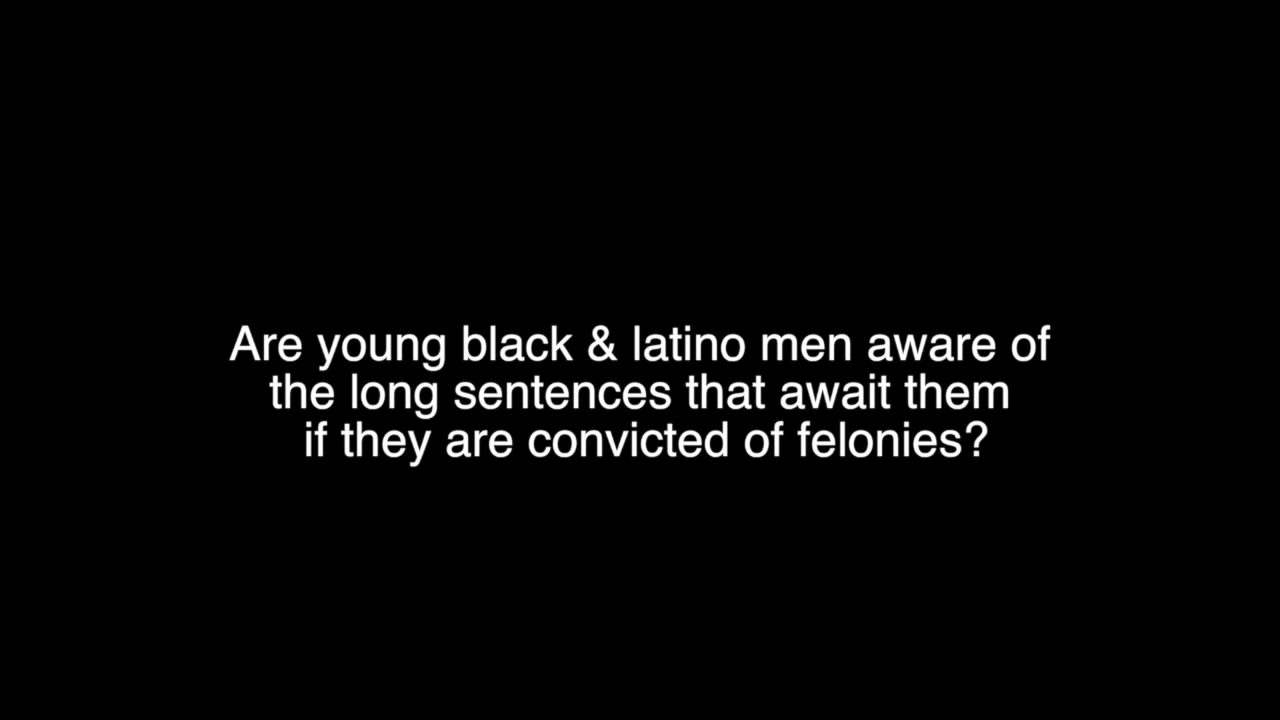 Are young black & latino men aware of
the long sentences that await them
if they are convicted of felonies?